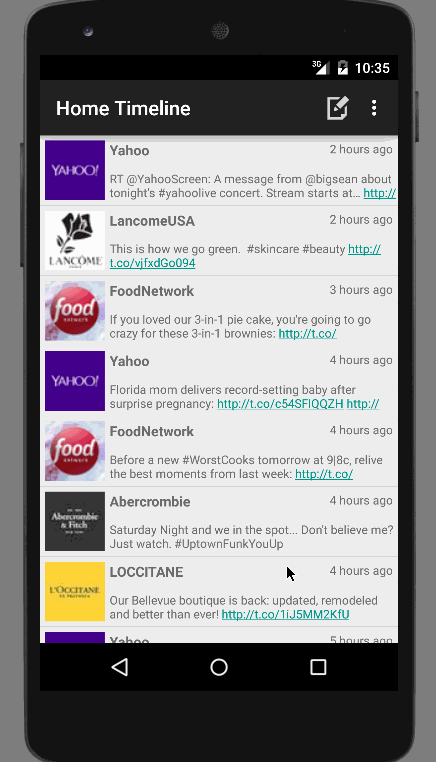 3G 10:35
Home Timeline
YAHOO!
Yahoo 2 hours ago
RT @YahooScreen: A message from @bigsean about
tonight's #yahoolive concert. Stream starts at... http://
LANCÔME
LancomeUSA 2 hours ago
This is how we go green. #skincare #beauty http://
t.co/vjfxdGo094
food
network
FoodNetwork 3 hours ago
If you loved our 3-in-1 pie cake, you're going to go
crazy for these 3-in-1 brownies: http://t.co/
YAHOO!
Yahoo 4 hours ago
Florida mom delivers record-setting baby after
surprise pregnancy: http://t.co/c54SFIQQZH http://
food
network
FoodNetwork 4 hours ago
Before a new #WorstCooks tomorrow at 9|8c, relive
the best moments from last week: http://t.co/
Abercrombie
& Fitch
Abercrombie 4 hours ago
Saturday Night and we in the spot... Don't believe me?
Just watch. #UptownFunkYouUp
L'OCCITANE
EN PROVENCE
LOCCITANE 4 hours ago
Our Bellevue boutique is back: updated, remodeled
and better than ever! http://t.co/1iJ5MM2KfU
Yahoo 5 hours ago